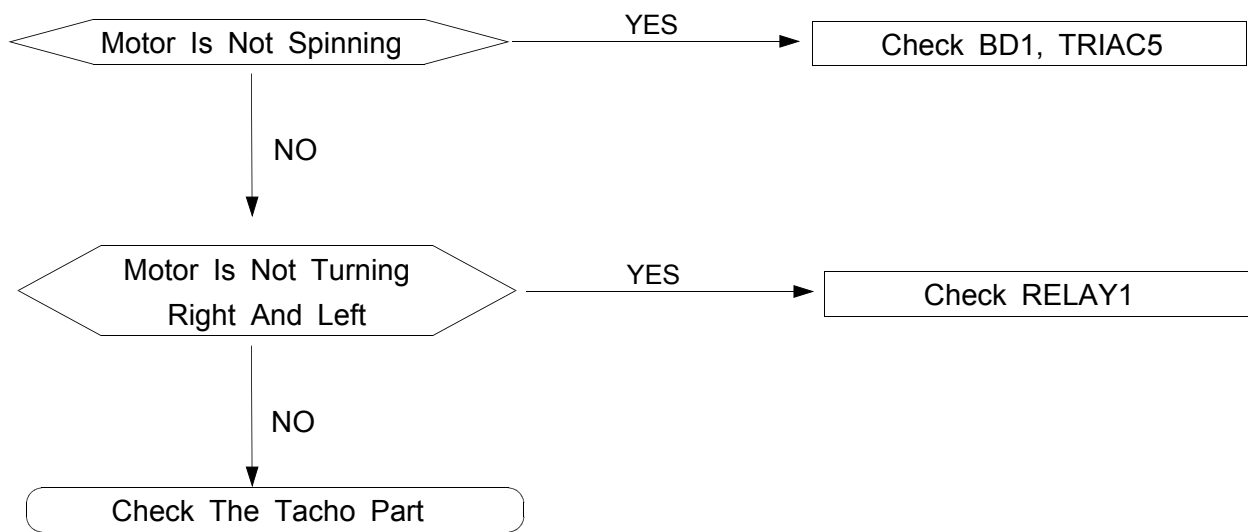 Motor Is Not Spinning
YES
Check BD1, TRIAC5
NO
Motor Is Not Turning
Right And Left
YES
Check RELAY1
NO
Check The Tacho Part